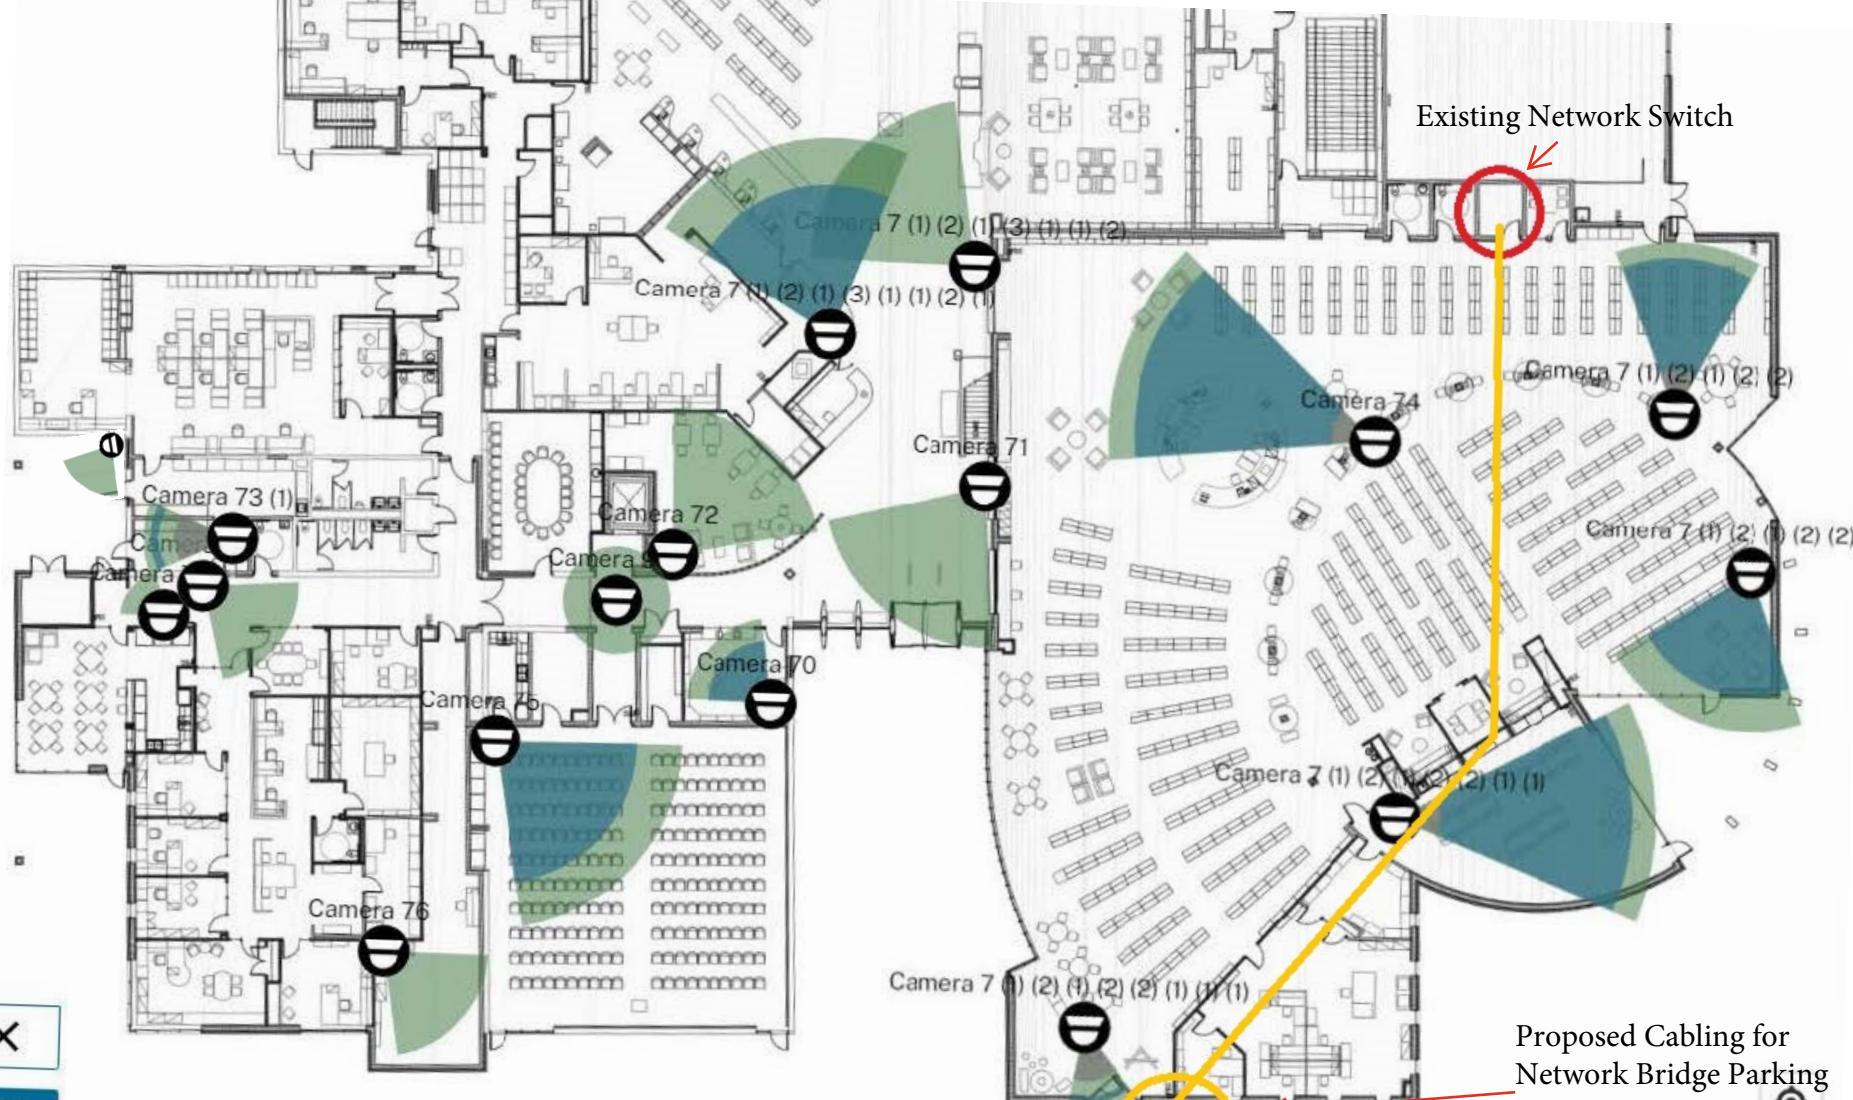 Existing Network Switch
Camera 7 (1) (2) (1) (3) (1) (1) (2)
Camera 7 (1) (2) (1) (3) (1) (1) (2) (1)
Camera 7 (1) (2) (1) (2) (2)
Camera 74
Camera 71
Camera 73 (1)
Camera 72
Camera 7 (1) (2) (1) (2) (2)
Camera
Camera
Camera
Camera 70
Camera 75
Camera 7 (1) (2) (1) (2) (2) (1) (1)
Camera 76
Camera 7 (1) (2) (1) (2) (2) (1) (1) (1)
Proposed Cabling for
Network Bridge Parking